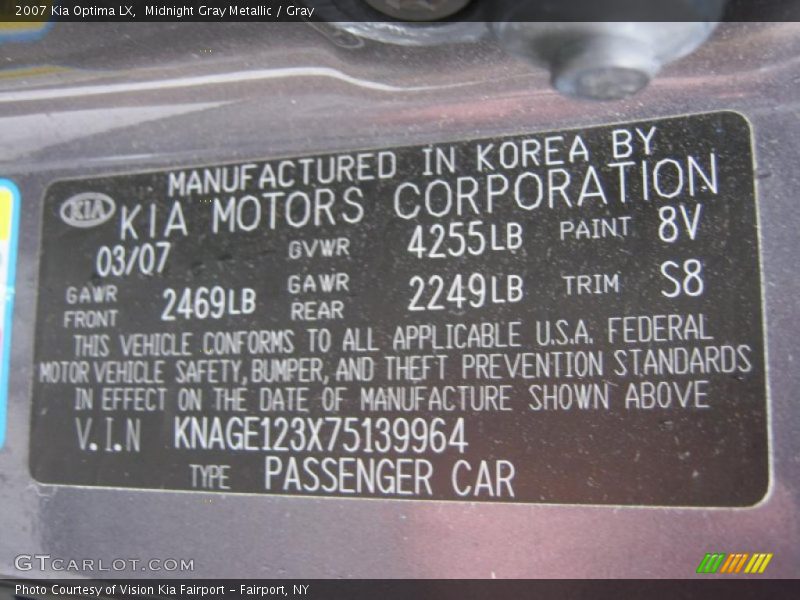 2007 Kia Optima LX,  Midnight Gray Metallic / Gray
MANUFACTURED IN KOREA BY
KIA KIA MOTORS CORPORATION
03/07 GVWR 4255LB PAINT 8V
GAWR FRONT 2469LB GAWR REAR 2249LB TRIM S8
THIS VEHICLE CONFORMS TO ALL APPLICABLE U.S.A. FEDERAL
MOTOR VEHICLE SAFETY, BUMPER, AND THEFT PREVENTION STANDARDS
IN EFFECT ON THE DATE OF MANUFACTURE SHOWN ABOVE
V.I.N KNAGE123X75139964
TYPE PASSENGER CAR
GTCARLOT.COM
Photo Courtesy of Vision Kia Fairport – Fairport, NY